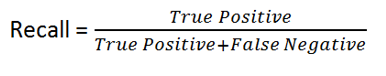 Recall = True Positive / True Positive+False Negative